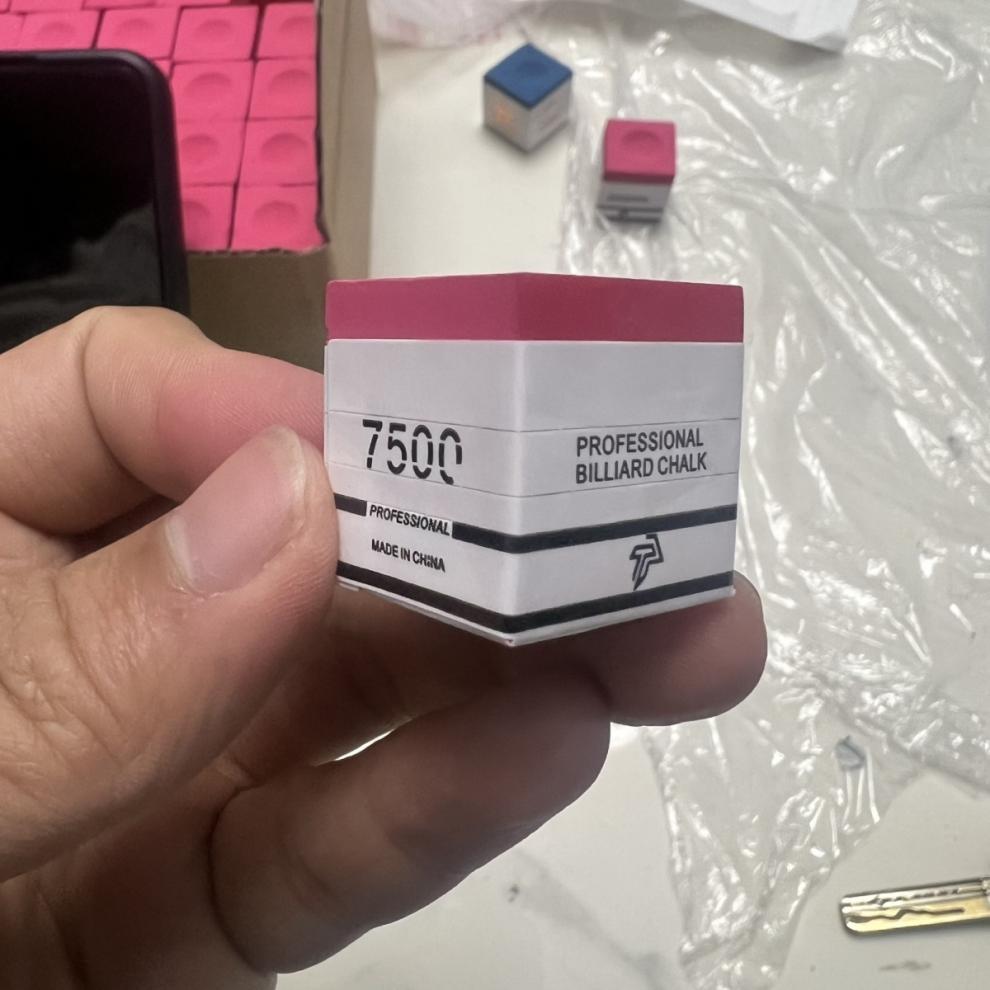 7500
PROFESSIONAL
MADE IN CHINA
PROFESSIONAL
BILLIARD CHALK